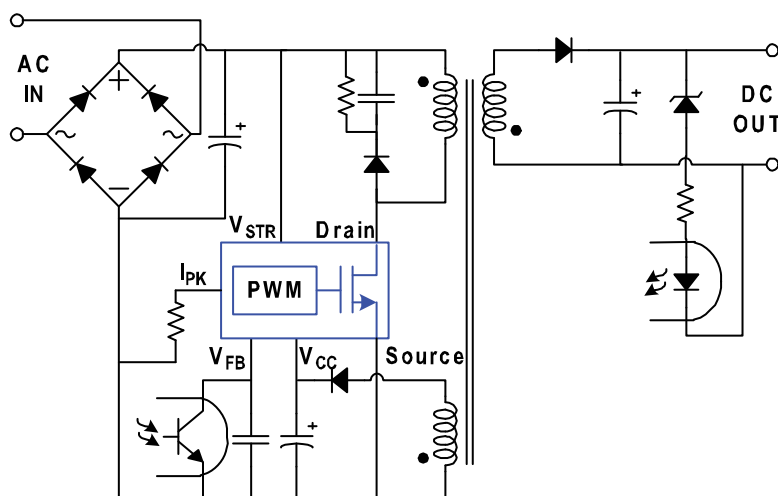 AC
IN
+
~
~
−
+
+
DC
OUT
VSTR
Drain
IPK
PWM
VFB
VCC
Source
+